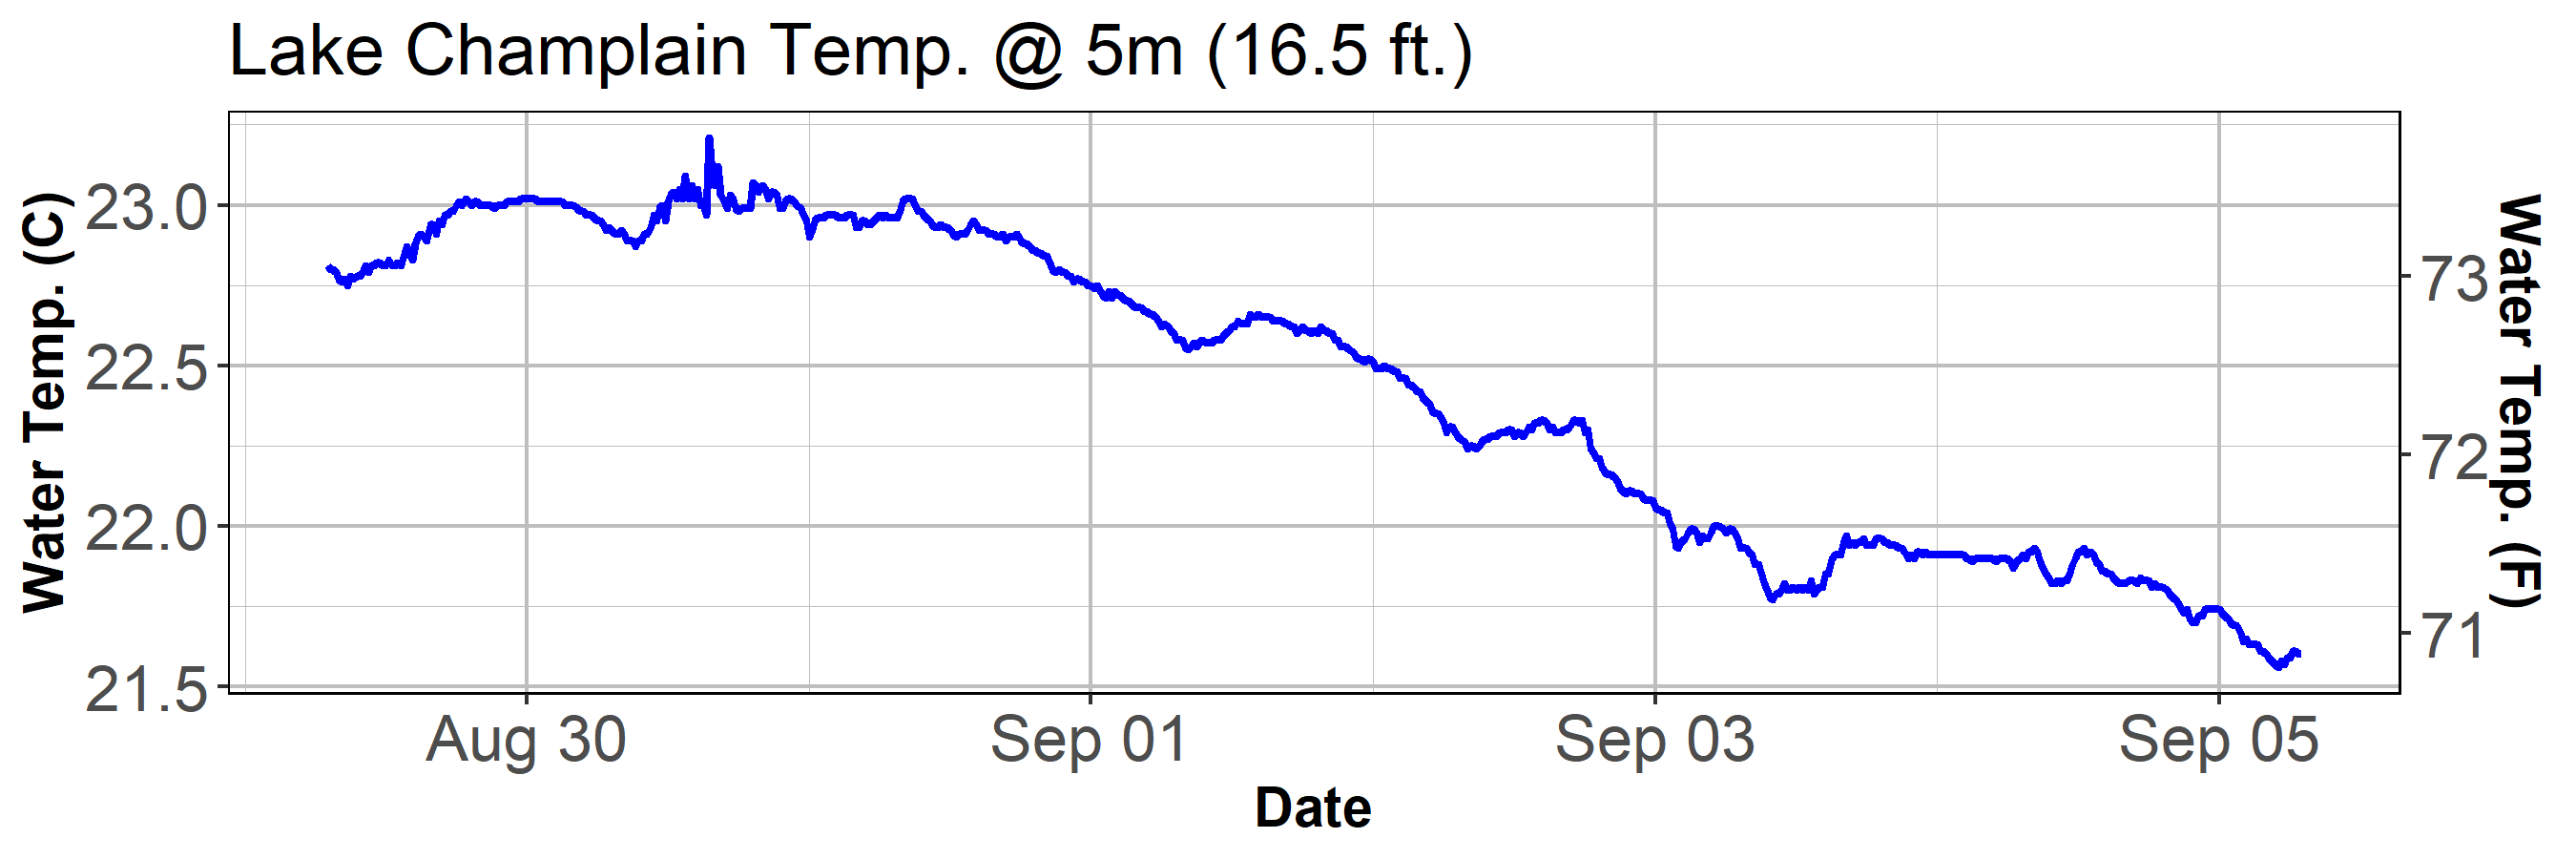 Lake Champlain Temp. @ 5m (16.5 ft.)
Water Temp. (C)
23.0
22.5
22.0
21.5
Water Temp. (F)
73
72
71
Aug 30
Sep 01
Sep 03
Sep 05
Date